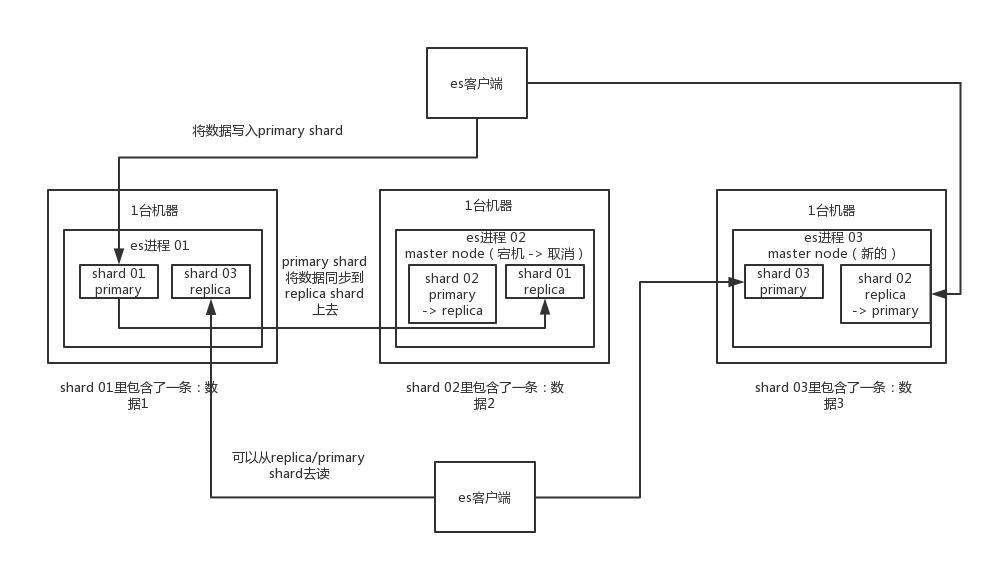 es客户端
将数据写入primary shard
1台机器
es进程 01
shard 01
primary
shard 03
replica
primary shard
将数据同步到
replica shard
上去
1台机器
es进程 02
master node（宕机 -> 取消）
shard 02
primary
-> replica
shard 01
replica
1台机器
es进程 03
master node（新的）
shard 03
primary
shard 02
replica
-> primary
shard 01里包含了一条：数
据1
shard 02里包含了一条：数
据2
shard 03里包含了一条：数
据3
可以从replica/primary
shard去读
es客户端